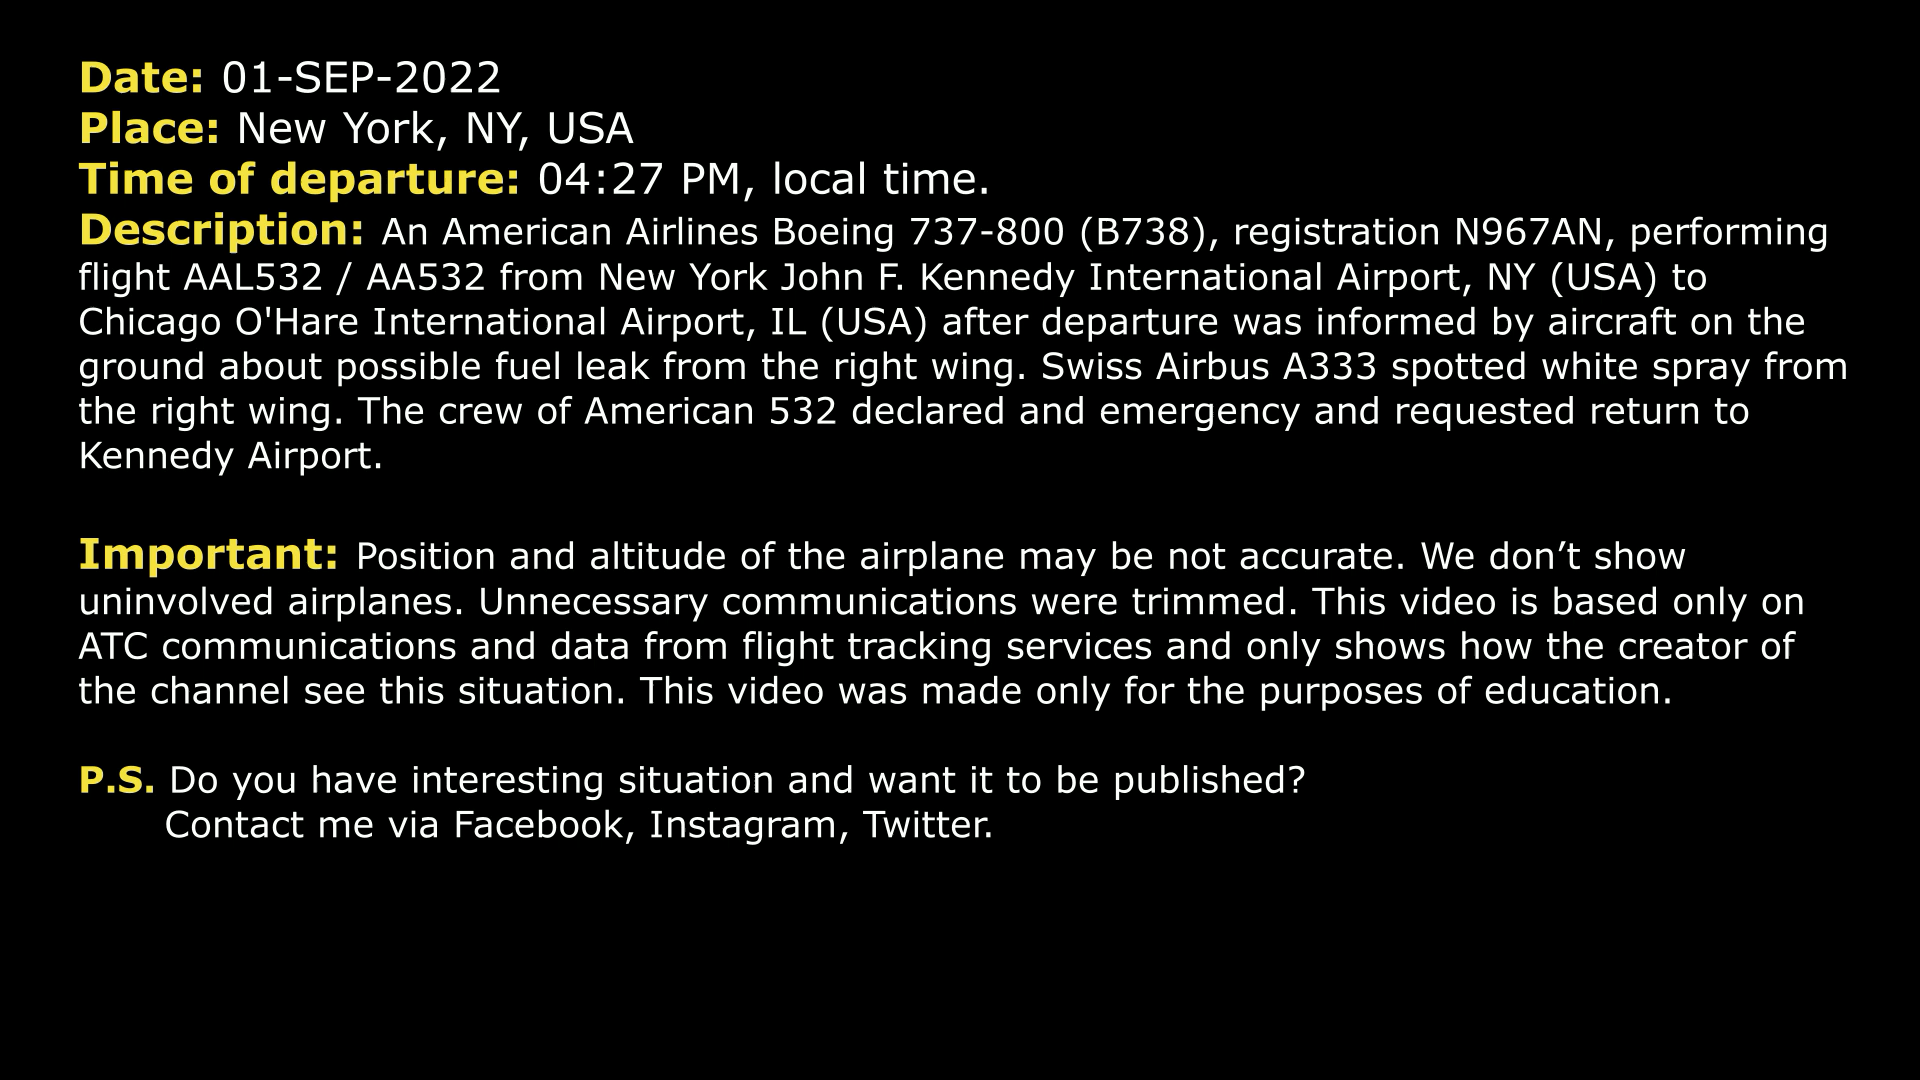 Date: 01-SEP-2022
Place: New York, NY, USA
Time of departure: 04:27 PM, local time.
Description: An American Airlines Boeing 737-800 (B738), registration N967AN, performing
flight AAL532 / AA532 from New York John F. Kennedy International Airport, NY (USA) to
Chicago O'Hare International Airport, IL (USA) after departure was informed by aircraft on the
ground about possible fuel leak from the right wing. Swiss Airbus A333 spotted white spray from
the right wing. The crew of American 532 declared and emergency and requested return to
Kennedy Airport.
Important: Position and altitude of the airplane may be not accurate. We don’t show
uninvolved airplanes. Unnecessary communications were trimmed. This video is based only on
ATC communications and data from flight tracking services and only shows how the creator of
the channel see this situation. This video was made only for the purposes of education.
P.S. Do you have interesting situation and want it to be published?
Contact me via Facebook, Instagram, Twitter.